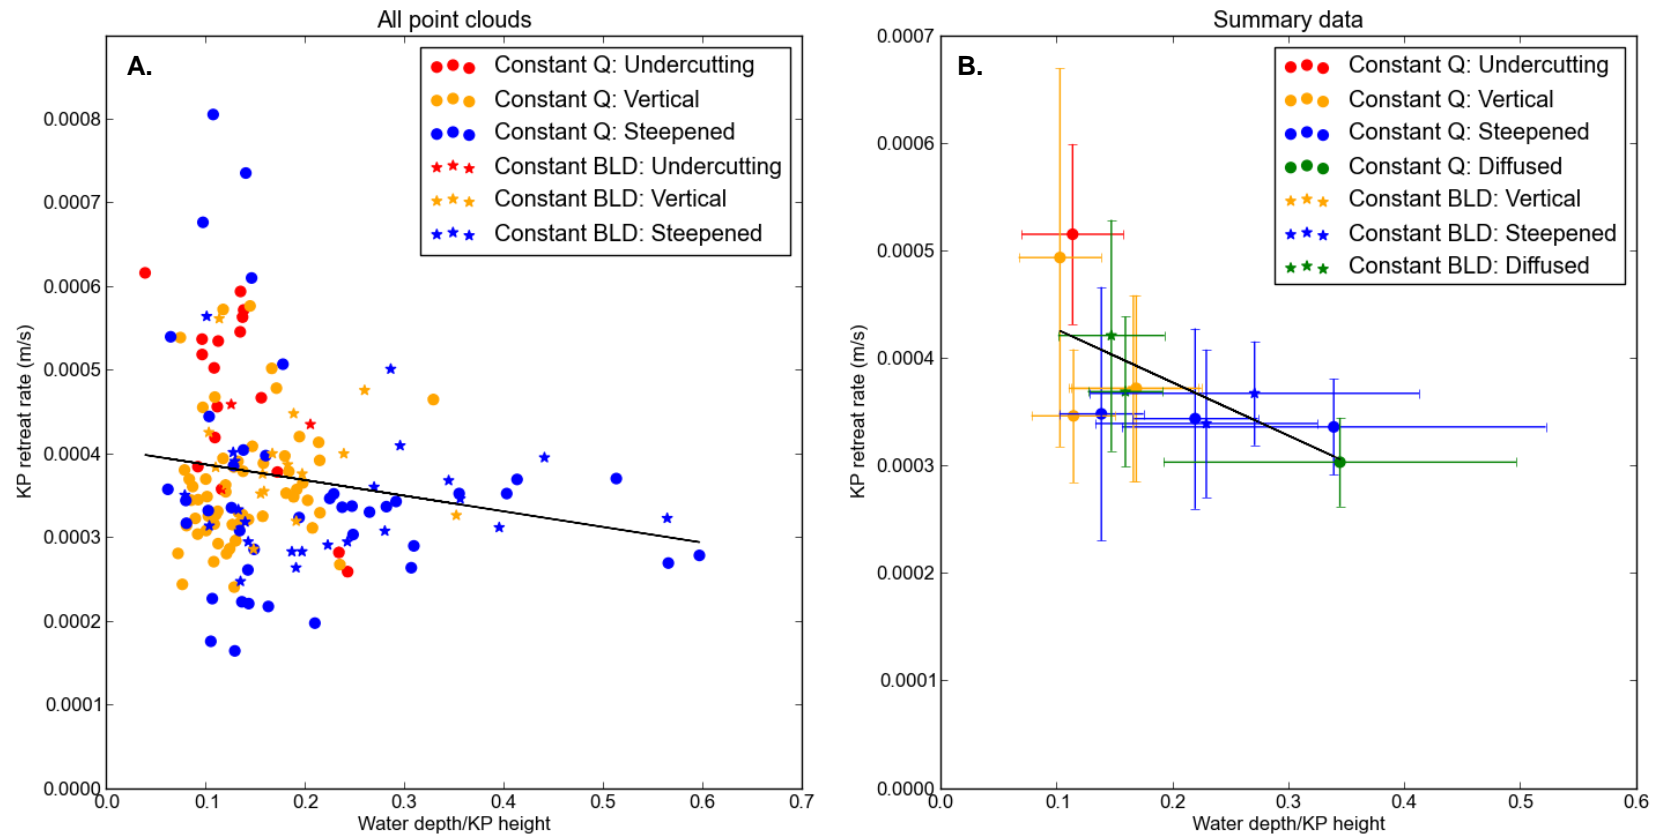 All point clouds
A.
Constant Q: Undercutting
Constant Q: Vertical
Constant Q: Steepened
Constant BLD: Undercutting
Constant BLD: Vertical
Constant BLD: Steepened
0.0008
0.0007
0.0006
0.0005
0.0004
0.0003
0.0002
0.0001
0.0000
KP retreat rate (m/s)
0.0 0.1 0.2 0.3 0.4 0.5 0.6 0.7
Water depth/KP height
Summary data
B.
Constant Q: Undercutting
Constant Q: Vertical
Constant Q: Steepened
Constant Q: Diffused
Constant BLD: Vertical
Constant BLD: Steepened
Constant BLD: Diffused
0.0007
0.0006
0.0005
0.0004
0.0003
0.0002
0.0001
0.0000
KP retreat rate (m/s)
0.0 0.1 0.2 0.3 0.4 0.5 0.6
Water depth/KP height